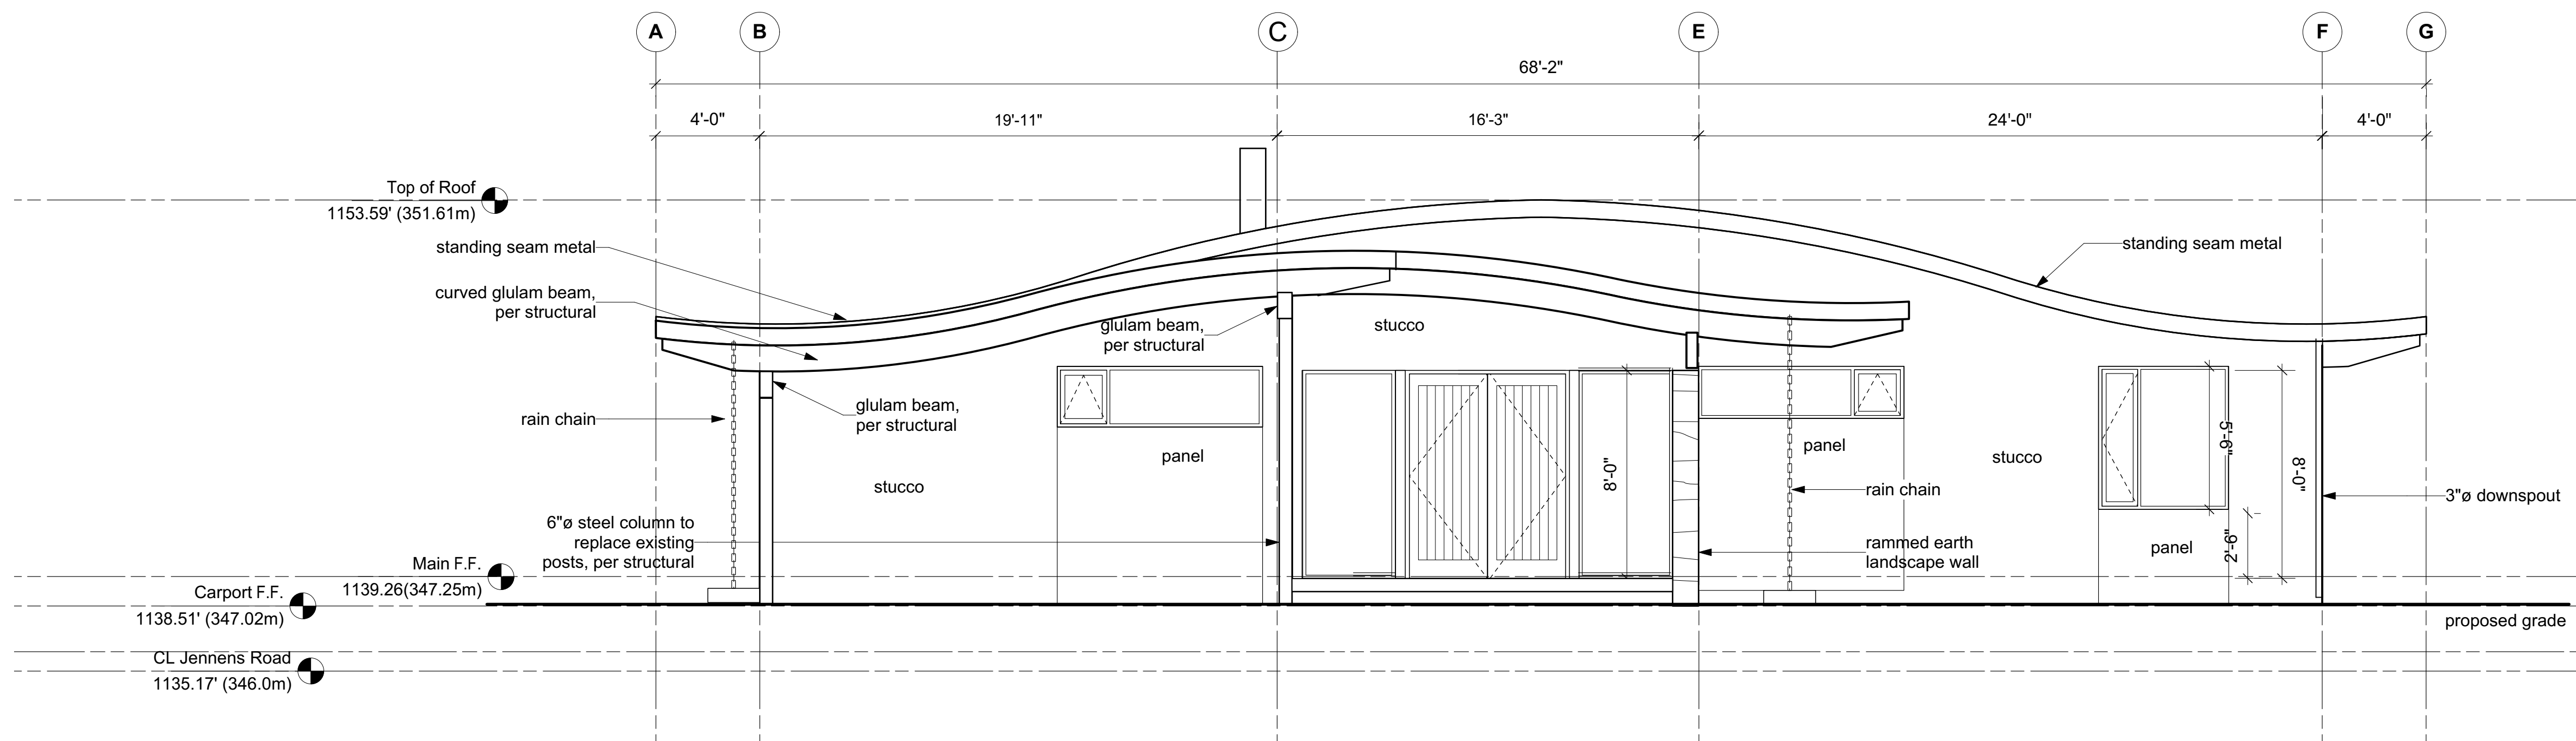 A
B
C
E
F
G
68'-2"
4'-0"
19'-11"
16'-3"
24'-0"
4'-0"
Top of Roof
1153.59' (351.61m)
standing seam metal
standing seam metal
curved glulam beam,
per structural
glulam beam,
per structural
stucco
rain chain
glulam beam,
per structural
panel
stucco
panel
stucco
5'-6"
8'-0"
8'-0"
rain chain
3"ø downspout
6"ø steel column to
replace existing
posts, per structural
rammed earth
landscape wall
panel
2'-6"
Main F.F.
1139.26(347.25m)
Carport F.F.
1138.51' (347.02m)
proposed grade
CL Jennens Road
1135.17' (346.0m)